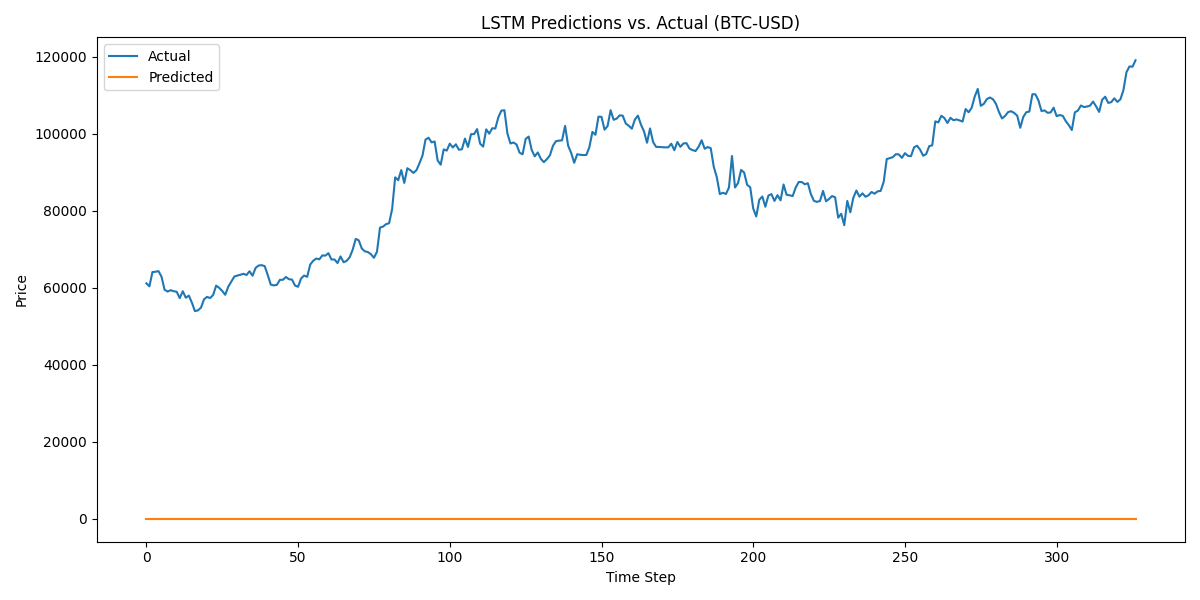 LSTM Predictions vs. Actual (BTC-USD)
Actual
Predicted
120000
100000
80000
60000
40000
20000
0
Price
0 50 100 150 200 250 300
Time Step